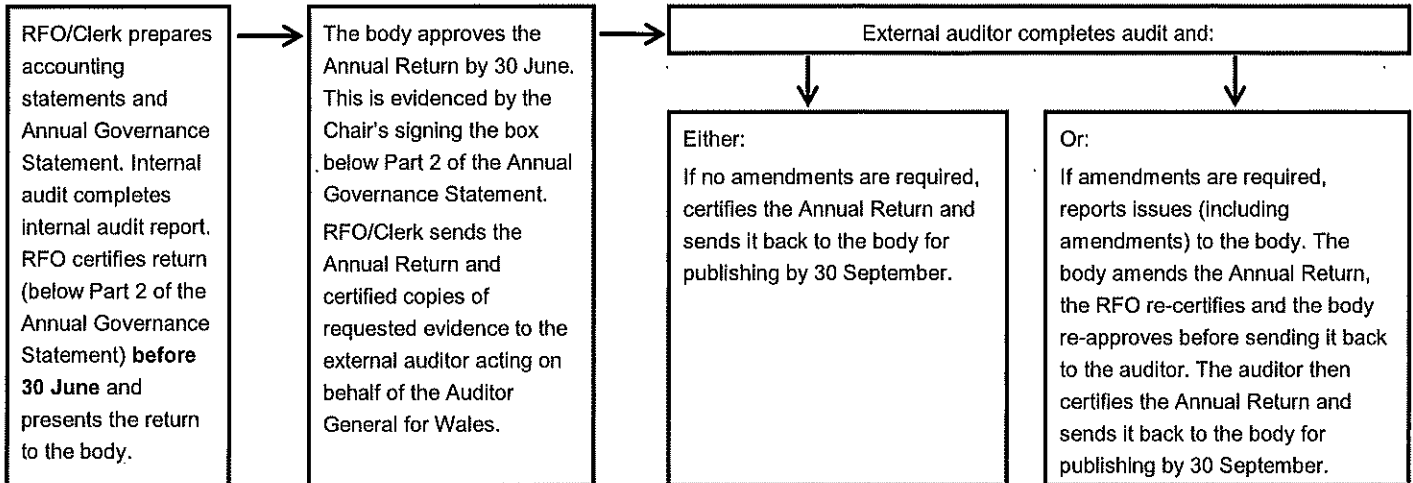 RFO/Clerk prepares
accounting
statements and
Annual Governance
Statement. Internal
audit completes
internal audit report.
RFO certifies return
(below Part 2 of the
Annual Governance
Statement) before
30 June and
presents the return
to the body.
The body approves the
Annual Return by 30 June.
This is evidenced by the
Chair's signing the box
below Part 2 of the Annual
Governance Statement.
RFO/Clerk sends the
Annual Return and
certified copies of
requested evidence to the
external auditor acting on
behalf of the Auditor
General for Wales.
External auditor completes audit and:
Either:
If no amendments are required,
certifies the Annual Return and
sends it back to the body for
publishing by 30 September.
Or:
If amendments are required,
reports issues (including
amendments) to the body. The
body amends the Annual Return,
the RFO re-certifies and the body
re-approves before sending it back
to the auditor. The auditor then
certifies the Annual Return and
sends it back to the body for
publishing by 30 September.